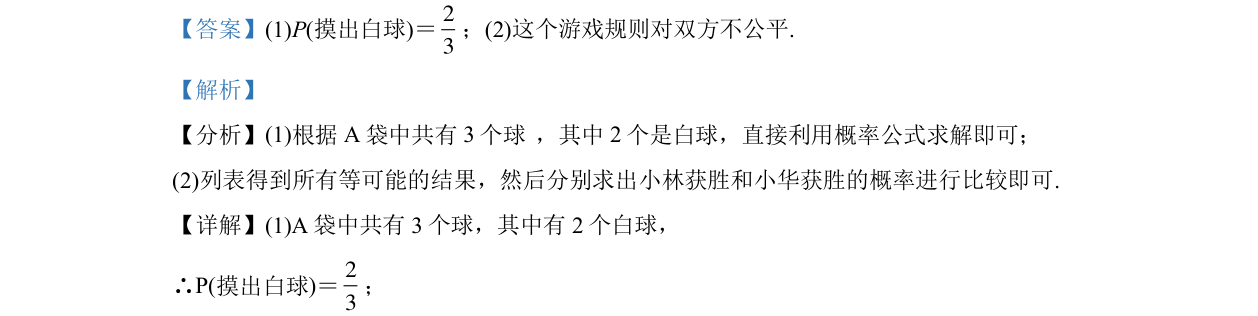 【答案】(1)P(摸出白球)＝2/3；(2)这个游戏规则对双方不公平.
【解析】
【分析】(1)根据 A 袋中共有 3 个球 ，其中 2 个是白球，直接利用概率公式求解即可；
(2)列表得到所有等可能的结果，然后分别求出小林获胜和小华获胜的概率进行比较即可.
【详解】(1)A 袋中共有 3 个球，其中有 2 个白球，
∴P(摸出白球)＝2/3；